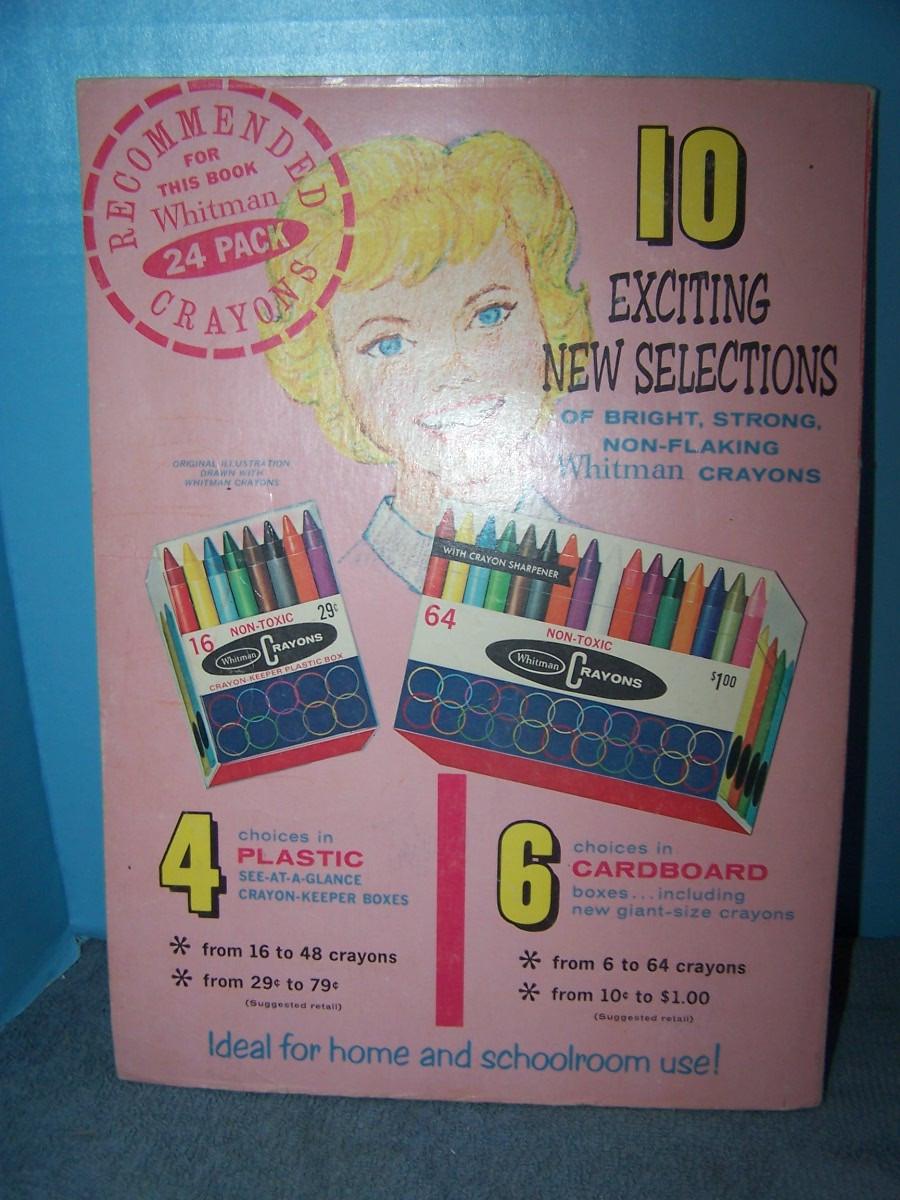 RECOMMENDED
FOR
THIS BOOK
Whitman
24 PACK
CRAYONS
10
EXCITING
NEW SELECTIONS
OF BRIGHT, STRONG,
NON-FLAKING
Whitman CRAYONS
ORIGINAL ILLUSTRATION
DRAWN WITH
WHITMAN CRAYONS
16 NON-TOXIC 29¢
Whitman CRAYONS
CRAYON-KEEPER PLASTIC BOX
WITH CRAYON SHARPENER
64 NON-TOXIC
Whitman CRAYONS
$1.00
4 choices in
PLASTIC
SEE-AT-A-GLANCE
CRAYON-KEEPER BOXES
* from 16 to 48 crayons
* from 29¢ to 79¢
(Suggested retail)
6 choices in
CARDBOARD
boxes...including
new giant-size crayons
* from 6 to 64 crayons
* from 10¢ to $1.00
(Suggested retail)
Ideal for home and schoolroom use!